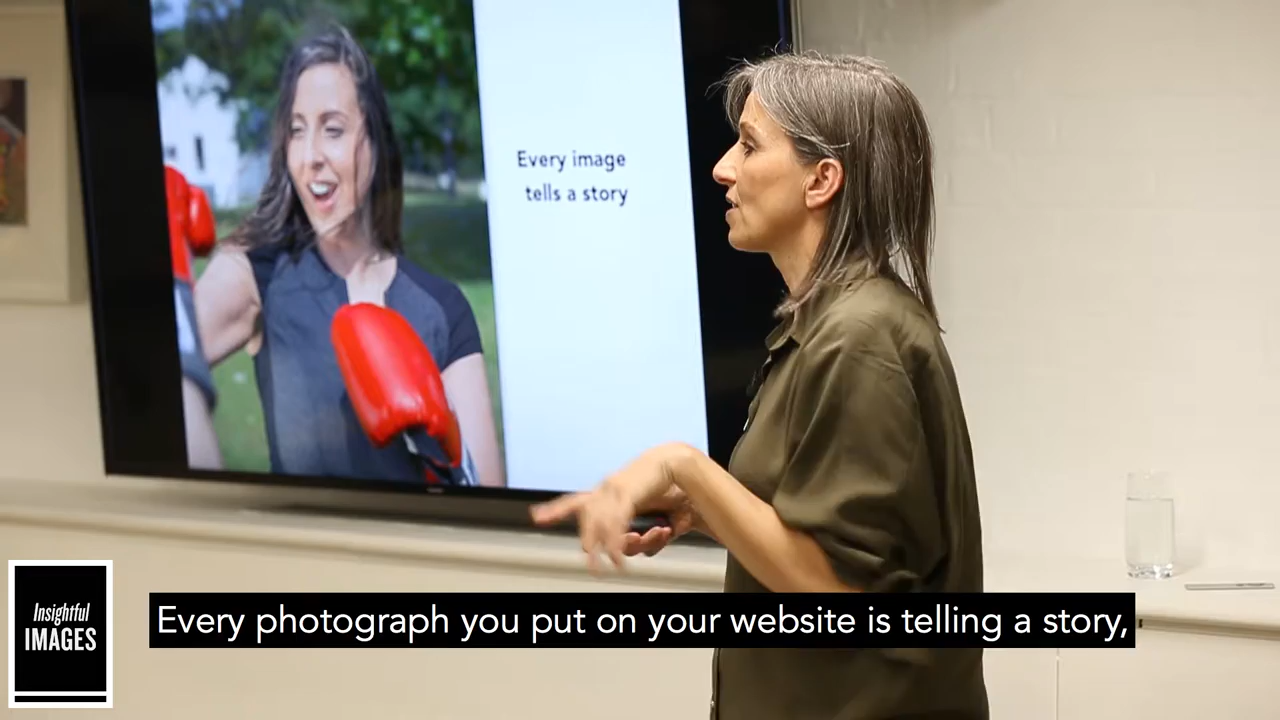 Every image
tells a story
Insightful
IMAGES
Every photograph you put on your website is telling a story,